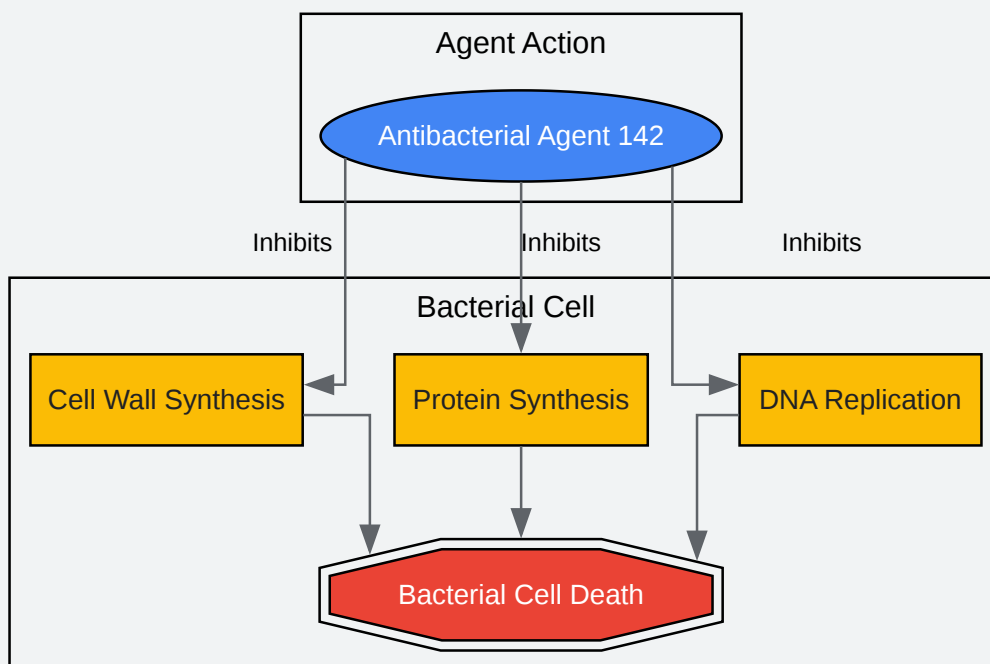 Agent Action
Antibacterial Agent 142
Inhibits
Inhibits
Inhibits
Bacterial Cell
Cell Wall Synthesis
Protein Synthesis
DNA Replication
Bacterial Cell Death